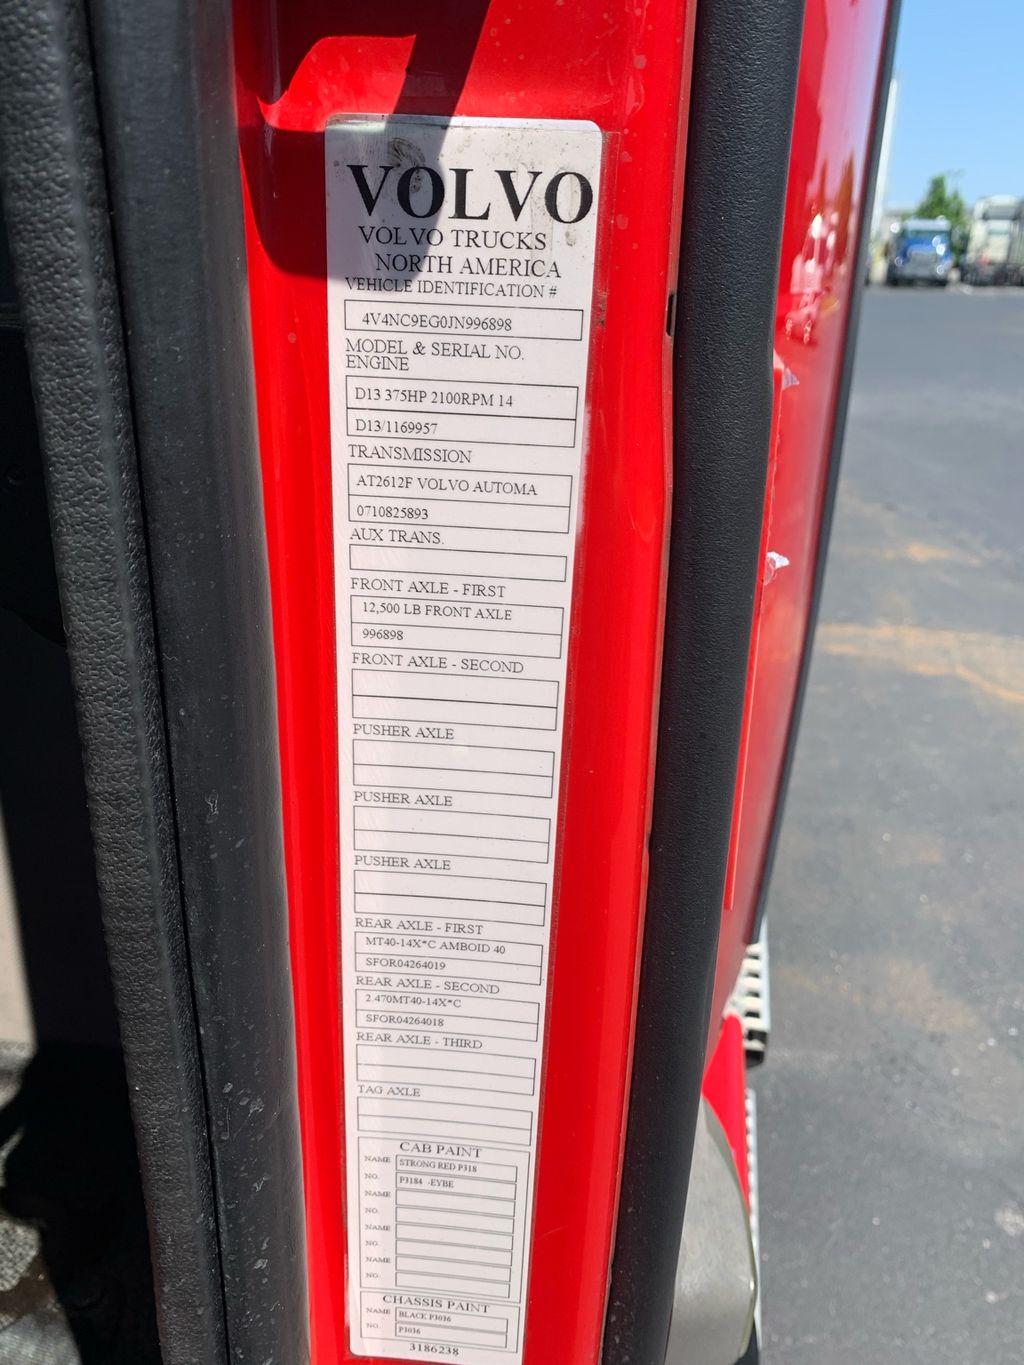 VOLVO
VOLVO TRUCKS
NORTH AMERICA
VEHICLE IDENTIFICATION #
4V4NC9EG0JN996898
MODEL & SERIAL NO.
ENGINE
D13 375HP 2100RPM 14
D13/1169957
TRANSMISSION
AT2612F VOLVO AUTOMA
0710825893
AUX TRANS.
FRONT AXLE - FIRST
12,500 LB FRONT AXLE
996898
FRONT AXLE - SECOND
PUSHER AXLE
PUSHER AXLE
PUSHER AXLE
REAR AXLE - FIRST
MT40-14X*C AMBOID 40
SFOR04264019
REAR AXLE - SECOND
2.470MT40-14X*C
SFOR04264018
REAR AXLE - THIRD
TAG AXLE
CAB PAINT
NAME STRONG RED P318
NO. P3184 -EYBE
NAME
NO.
NAME
NO.
NAME
NO.
CHASSIS PAINT
NAME BLACK P3036
NO. P3036
3186238